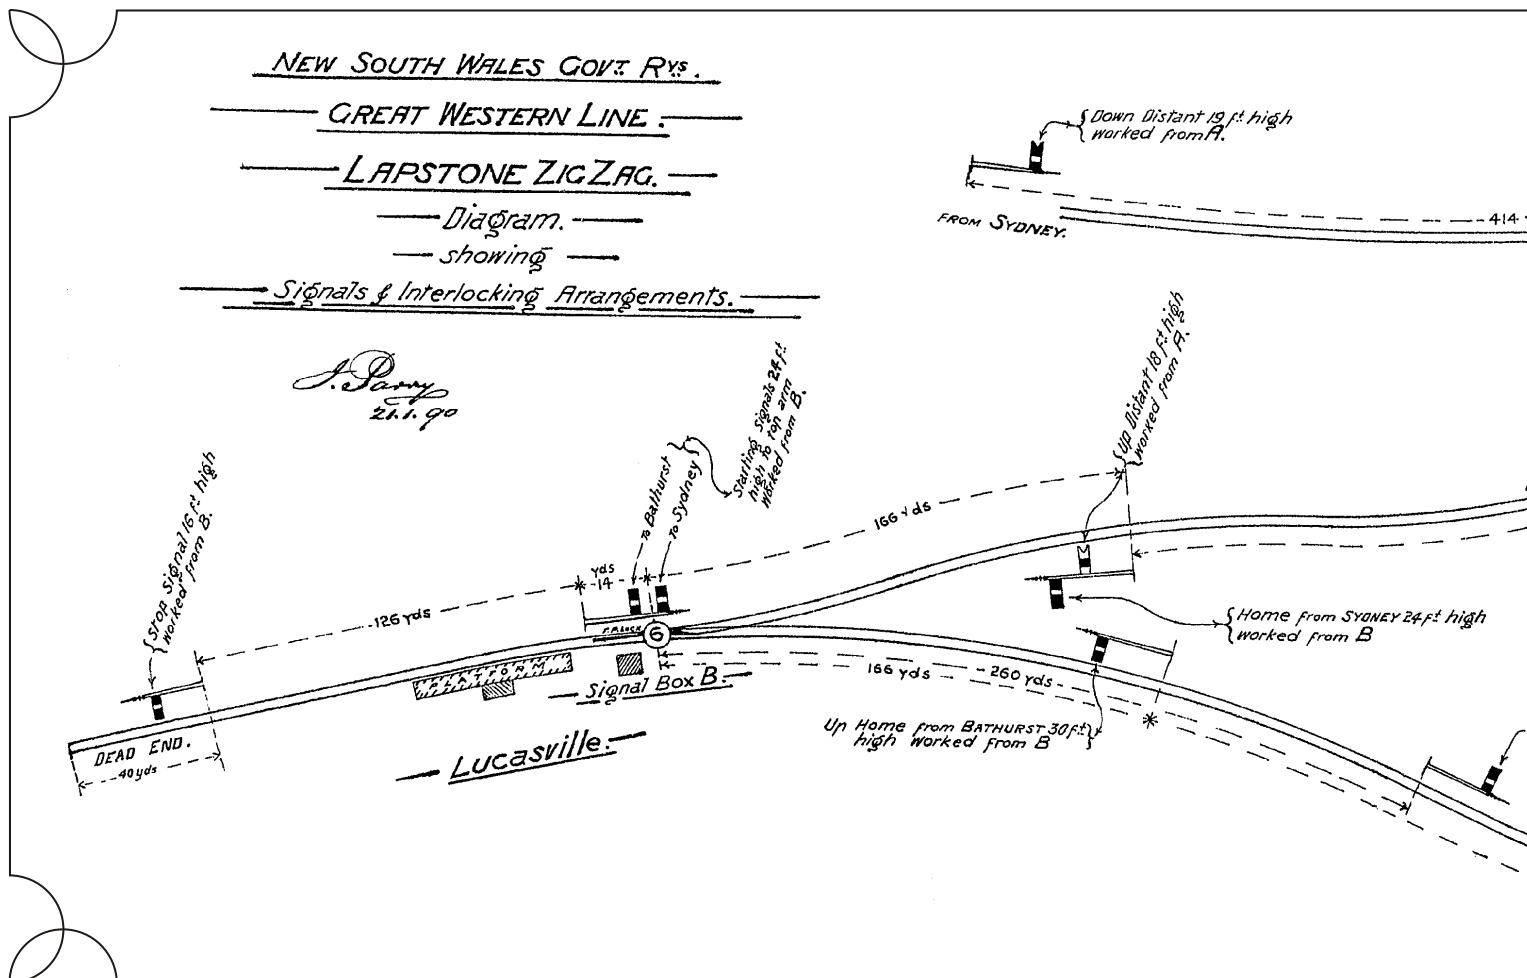 NEW SOUTH WALES GOVT. RYS.
GREAT WESTERN LINE.
LAPSTONE ZIG ZAG.
Diagram.
showing
Signals & Interlocking Arrangements.
J. Parry
21.1.90
Down Distant 19 ft high
worked from A.
FROM SYDNEY.
414
Up Distant 18 ft high
worked from A.
Starting Signals 24 ft
high to top arm
worked from B.
to Bathurst
to Sydney
Stop Signal 16 ft high
worked from B.
166 yds
yds
14
126 yds
F.P. LOCK
6
Home from SYDNEY 24 ft high
worked from B
PLATFORM
Signal Box B.
166 yds
260 yds
Up Home from BATHURST 30 ft
high worked from B
DEAD END.
40 yds
Lucasville.